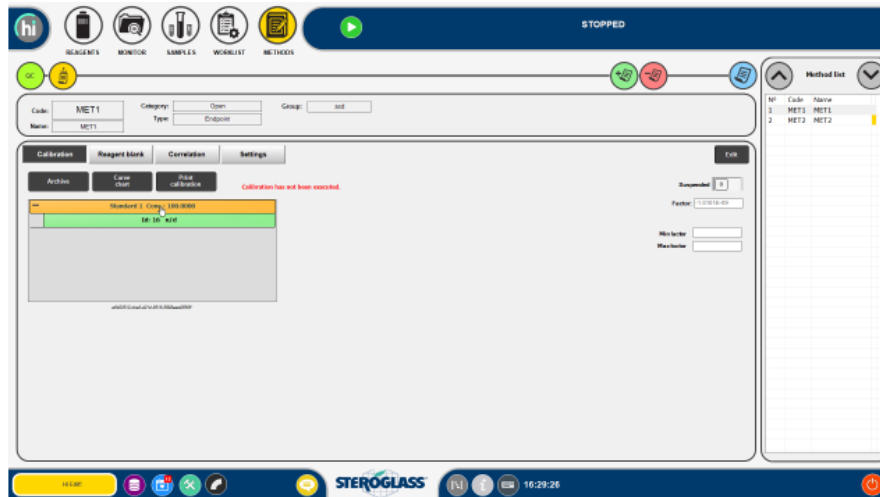 hi
STOPPED
REAGENTS MONITOR SAMPLES WORKLIST METHODS
QC
Method list
Code: MET1 Category: Open Group:
Type: Endpoint
Name: MET1
Nº Code Name
1 MET1 MET1
2 MET2 MET2
Calibration Reagent blank Correlation Settings Edit
Archive Curve chart Print calibration Calibration has not been executed.
Suspended 0
Factor:
Standard 1 Conc.: 100.0000
Min factor
Max factor
STEROGLASS 16:29:26